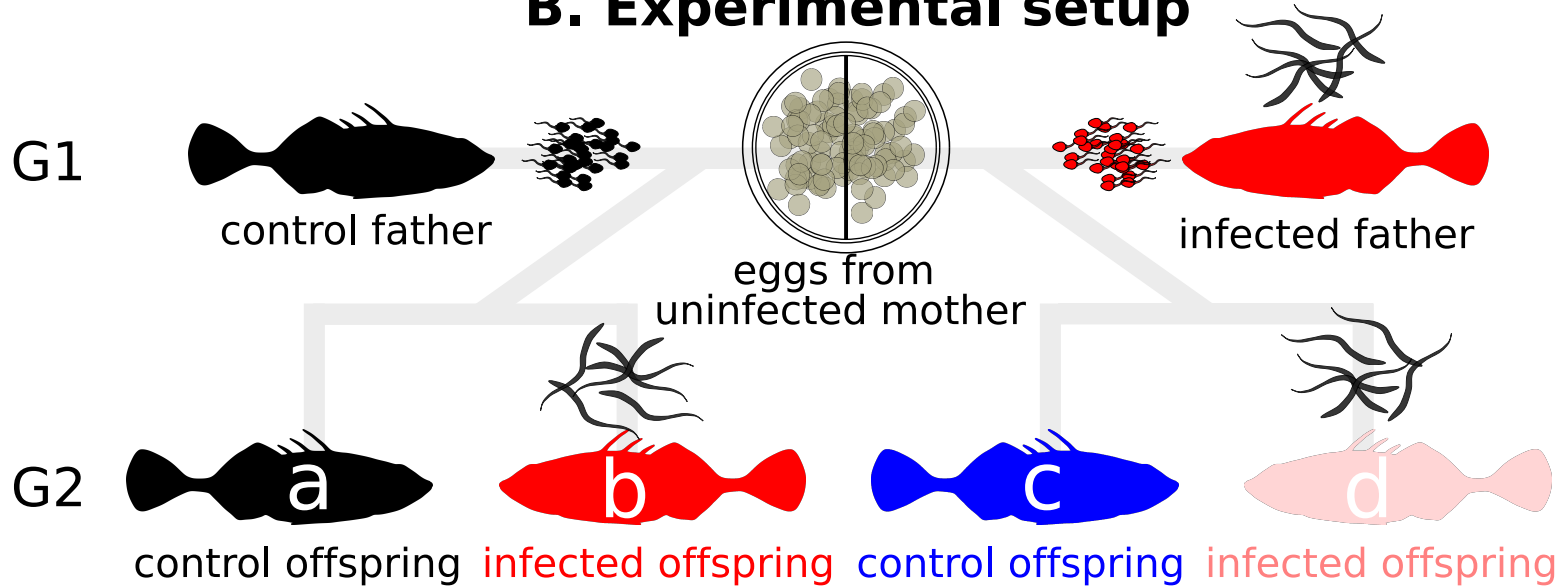 B. Experimental setup
G1
control father
eggs from
uninfected mother
infected father
G2
a
b
c
d
control offspring
infected offspring
control offspring
infected offspring